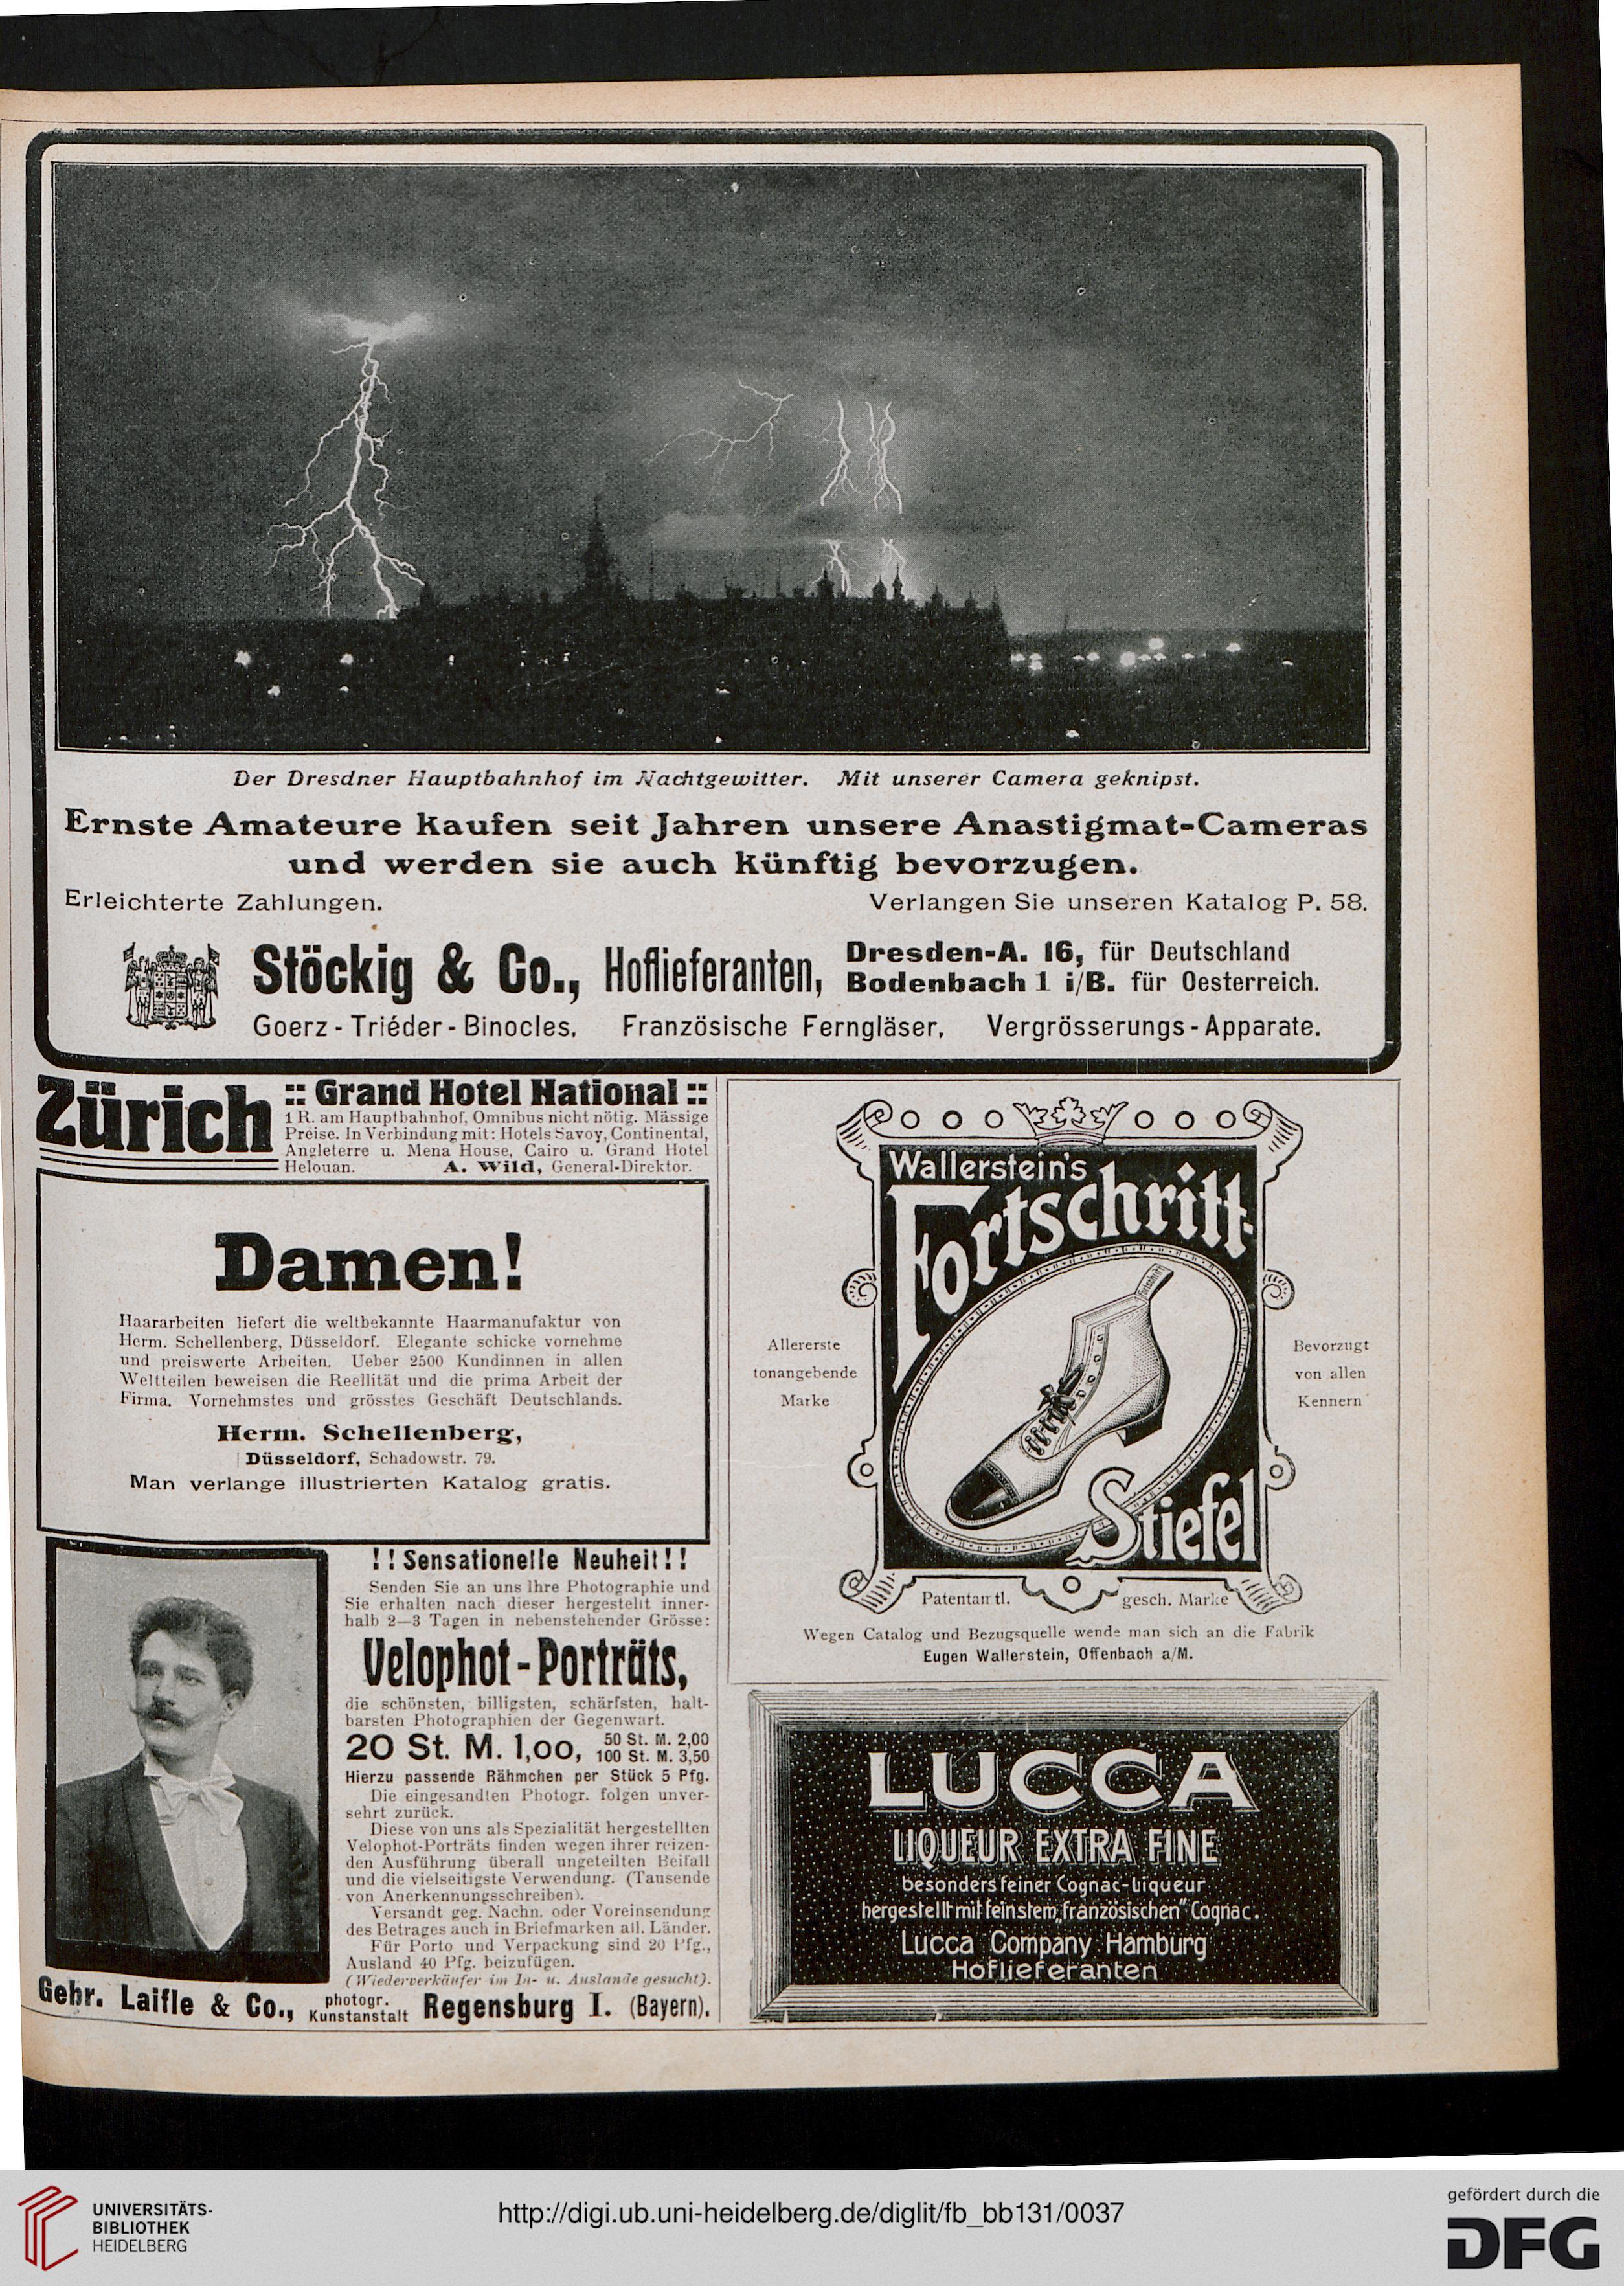 Der Dresdner Hauptbahnhof im Nachtgewitter. Mit unserer Camera geknipst.
Ernste Amateure kaufen seit Jahren unsere Anastigmat-Cameras
und werden sie auch künftig bevorzugen.
Erleichterte Zahlungen. Verlangen Sie unseren Katalog P. 58.
Stöckig & Co., Hoflieferanten,
Dresden-A. 16, für Deutschland
Bodenbach 1 i/B. für Oesterreich.
Goerz-Triéder-Binocles, Französische Ferngläser, Vergrösserungs-Apparate.
Zürich
:: Grand Hotel National ::
1 R. am Hauptbahnhof, Omnibus nicht nötig. Mässige
Preise. In Verbindung mit: Hotels Savoy, Continental,
Angleterre u. Mena House, Cairo u. Grand Hotel
Helouan. A. Wild, General-Direktor.
Damen!
Haararbeiten liefert die weltbekannte Haarmanufaktur von
Herm. Schellenberg, Düsseldorf. Elegante schicke vornehme
und preiswerte Arbeiten. Ueber 2500 Kundinnen in allen
Weltteilen beweisen die Reellität und die prima Arbeit der
Firma. Vornehmstes und grösstes Geschäft Deutschlands.
Herm. Schellenberg,
Düsseldorf, Schadowstr. 79.
Man verlange illustrierten Katalog gratis.
!! Sensationelle Neuheit!!
Senden Sie an uns Ihre Photographie und
Sie erhalten nach dieser hergestellt inner-
halb 2—3 Tagen in nebenstehender Grösse:
Velophot-Porträts,
die schönsten, billigsten, schärfsten, halt-
barsten Photographien der Gegenwart.
20 St. M. 1,00,
50 St. M. 2,00
100 St. M. 3,50
Hierzu passende Rähmchen per Stück 5 Pfg.
Die eingesandten Photogr. folgen unver-
sehrt zurück.
Diese von uns als Spezialität hergestellten
Velophot-Porträts finden wegen ihrer reizen-
den Ausführung überall ungeteilten Beifall
und die vielseitigste Verwendung. (Tausende
von Anerkennungsschreiben).
Versandt geg. Nachn. oder Voreinsendung
des Betrages auch in Briefmarken all. Länder.
Für Porto und Verpackung sind 20 Pfg.,
Ausland 40 Pfg. beizufügen.
(Wiederverkäufer im In- u. Auslande gesucht).
Gebr. Laifle & Co., photogr. Kunstanstalt Regensburg I. (Bayern).
Wallerstein's
Fortschritt-
Stiefel
Allererste
tonangebende
Marke
Bevorzugt
von allen
Kennern
Patentamtl. gesch. Marke
Wegen Catalog und Bezugsquelle wende man sich an die Fabrik
Eugen Wallerstein, Offenbach a/M.
LUCCA
LIQUEUR EXTRA FINE
besonders feiner Cognac-Liqueur
hergestellt mit feinstem „französischen" Cognac.
Lucca Company Hamburg
Hoflieferanten
UNIVERSITÄTS-
BIBLIOTHEK
HEIDELBERG
http://digi.ub.uni-heidelberg.de/diglit/fb_bb131/0037
gefördert durch die
DFG